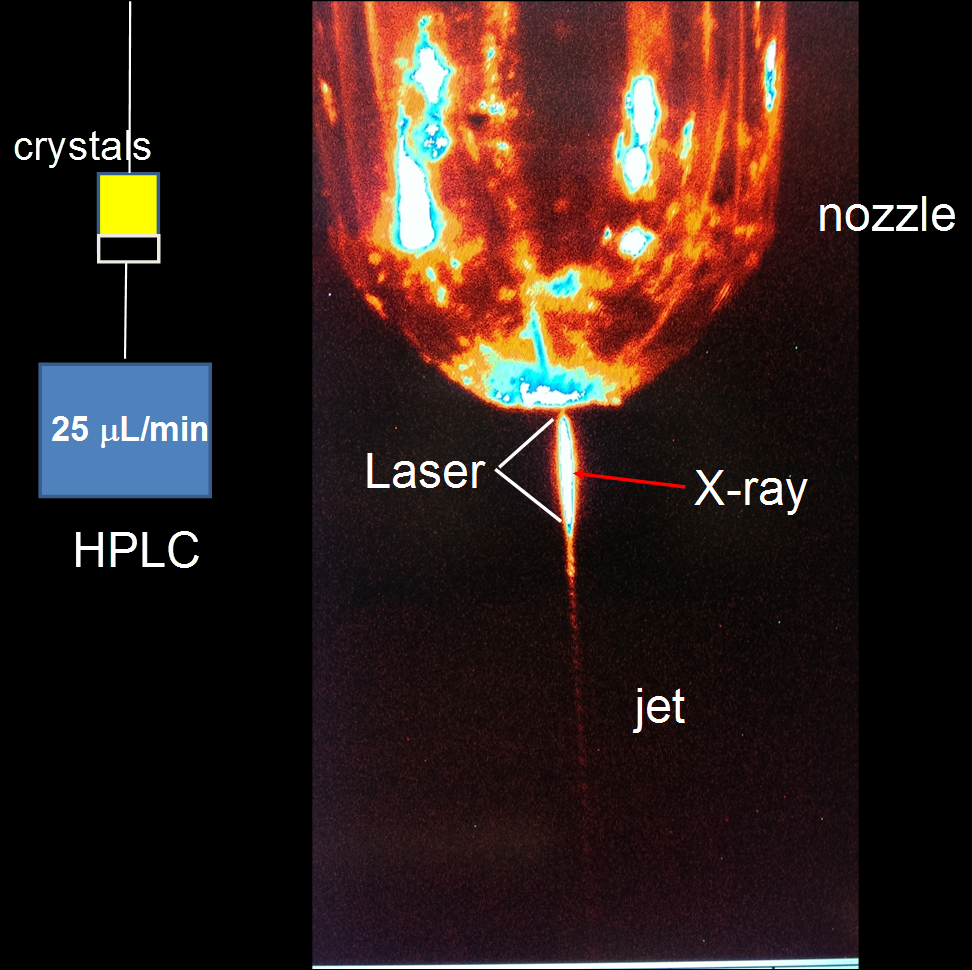 crystals
nozzle
25 μL/min
Laser
X-ray
HPLC
jet